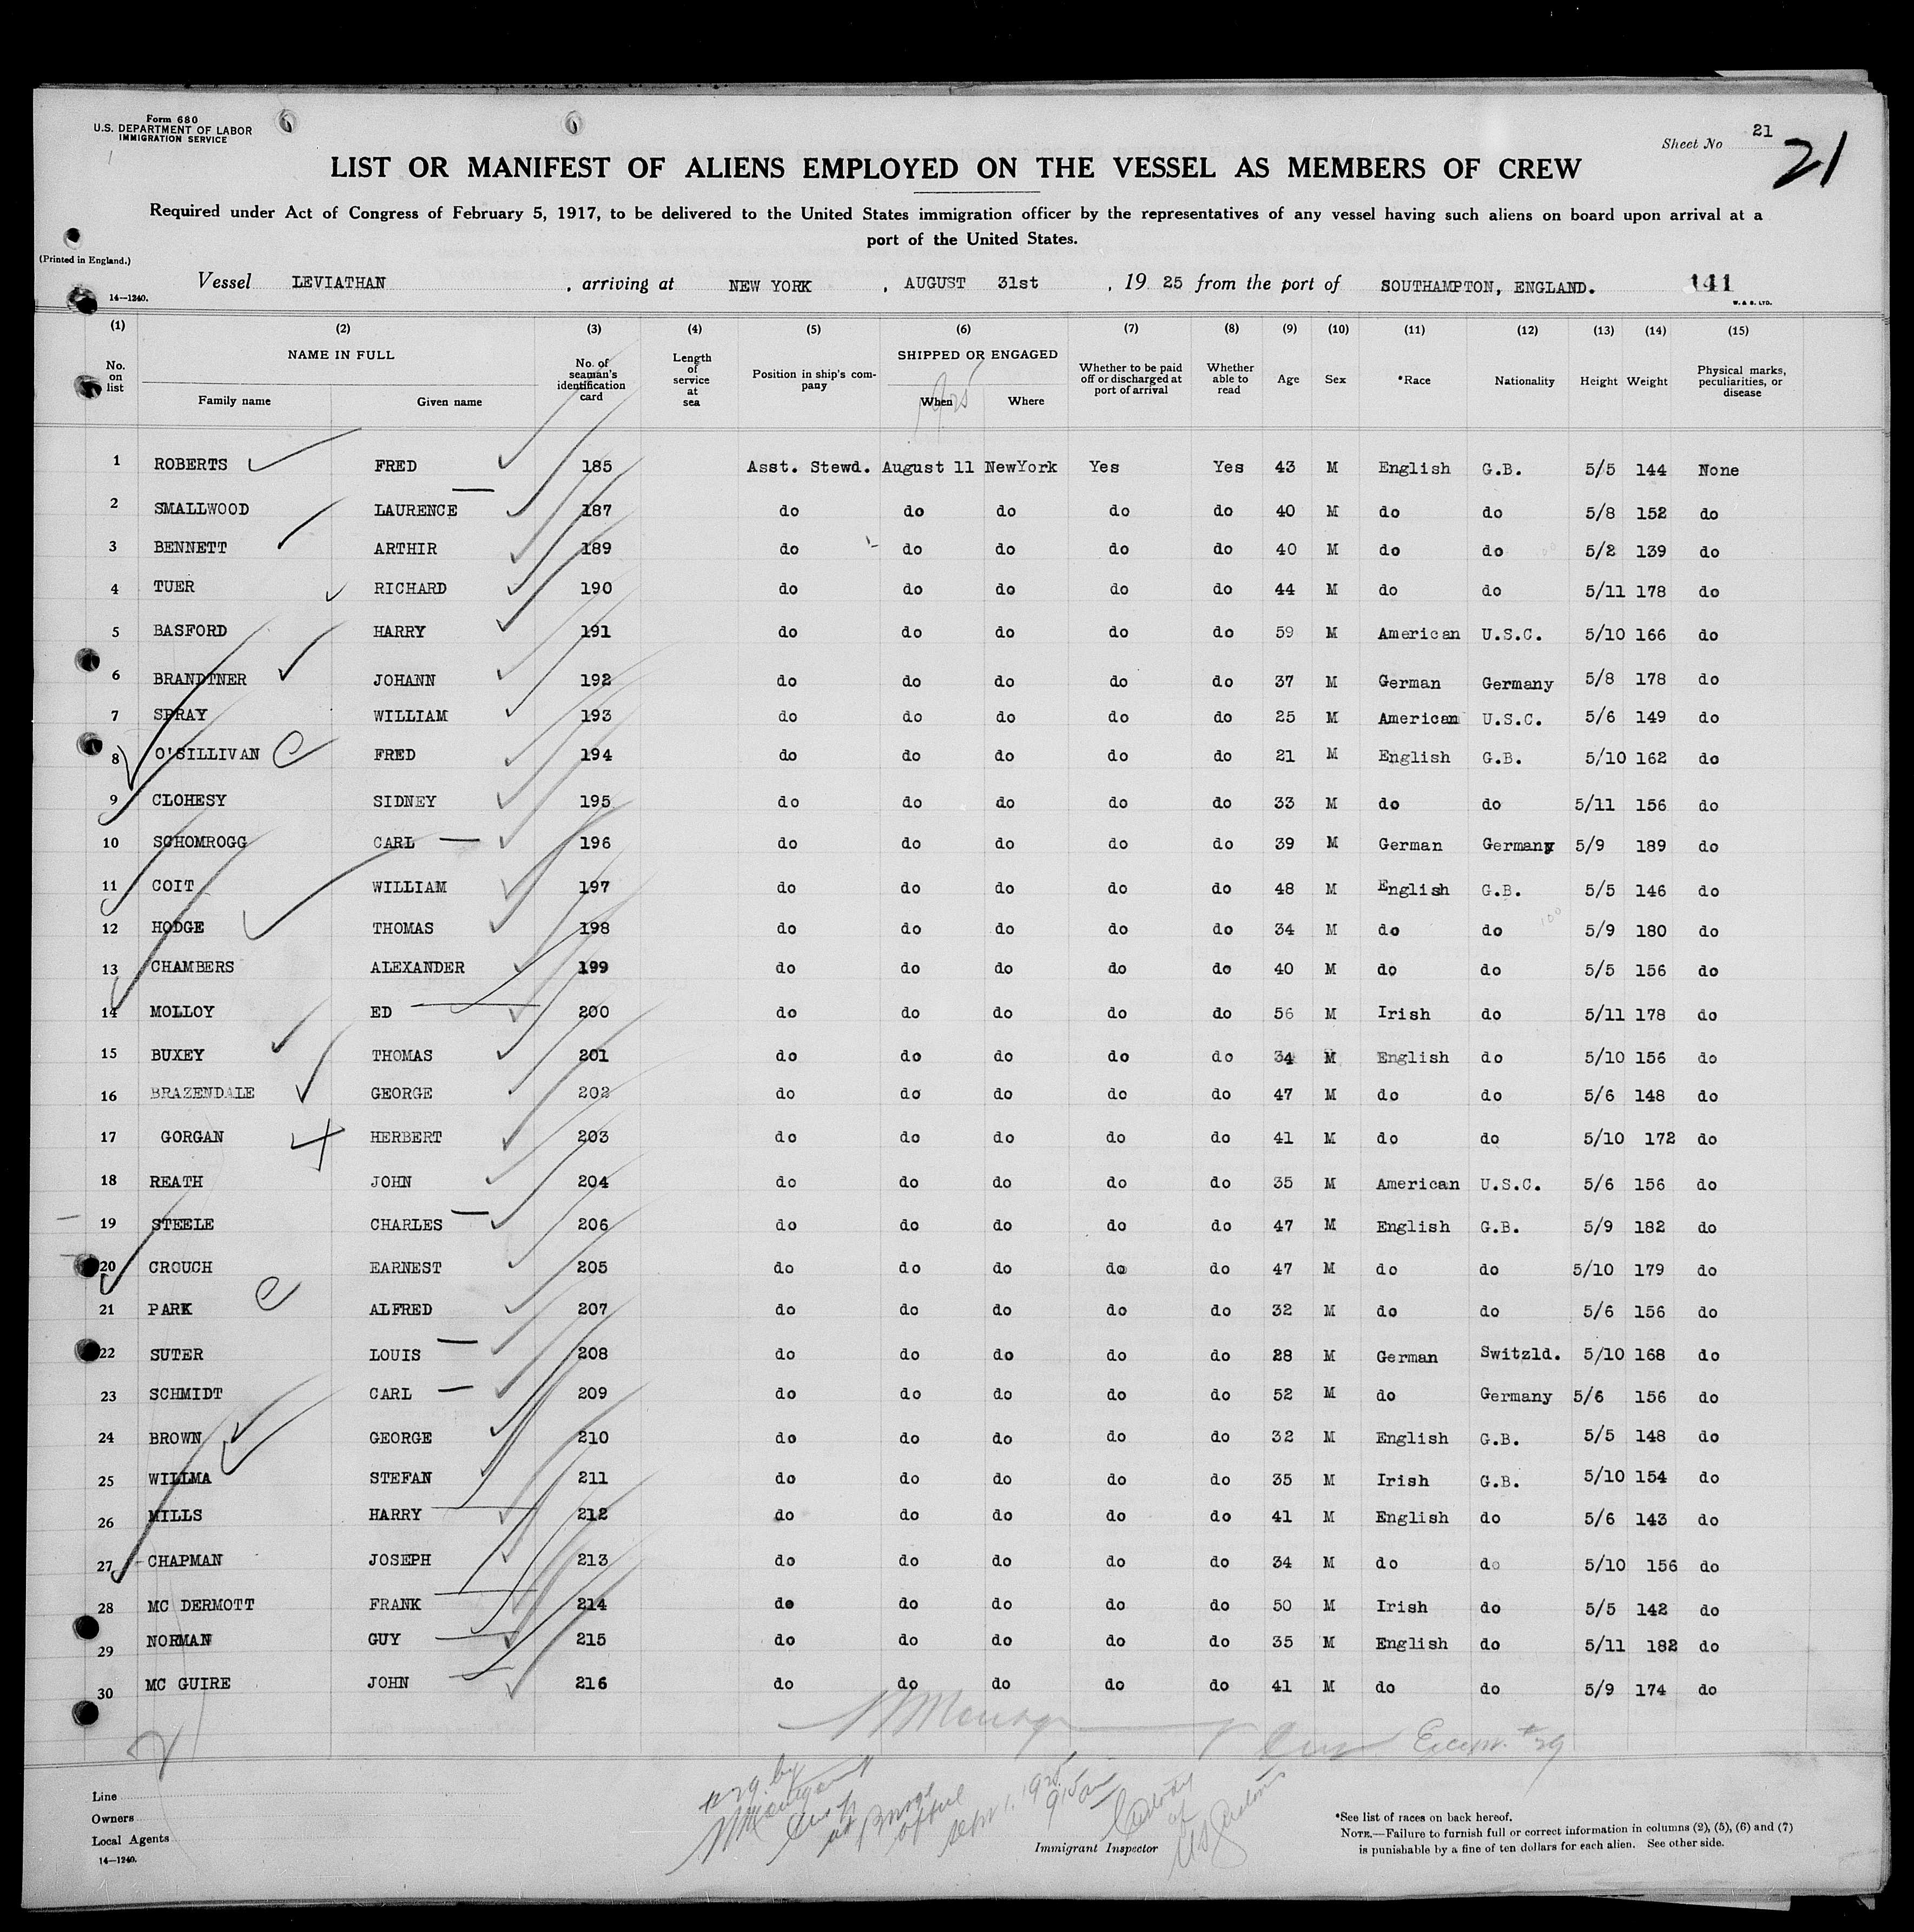 Form 680
U.S. DEPARTMENT OF LABOR
IMMIGRATION SERVICE
Sheet No 21
21
LIST OR MANIFEST OF ALIENS EMPLOYED ON THE VESSEL AS MEMBERS OF CREW
Required under Act of Congress of February 5, 1917, to be delivered to the United States immigration officer by the representatives of any vessel having such aliens on board upon arrival at a
port of the United States.
(Printed in England.)
Vessel LEVIATHAN, arriving at NEW YORK, AUGUST 31st, 19 25 from the port of SOUTHAMPTON, ENGLAND. 141
14—1240. W. & S. LTD.
(1) (2) (3) (4) (5) (6) (7) (8) (9) (10) (11) (12) (13) (14) (15)
No. on list NAME IN FULL Family name Given name No. of seaman's identification card Length of service at sea Position in ship's company SHIPPED OR ENGAGED When Where Whether to be paid off or discharged at port of arrival Whether able to read Age Sex *Race Nationality Height Weight Physical marks, peculiarities, or disease
1 ROBERTS FRED 185 Asst. Stewd. August 11 NewYork Yes Yes 43 M English G.B. 5/5 144 None
2 SMALLWOOD LAURENCE 187 do do do do do 40 M do do 5/8 152 do
3 BENNETT ARTHIR 189 do do do do do 40 M do do 5/2 139 do
4 TUER RICHARD 190 do do do do do 44 M do do 5/11 178 do
5 BASFORD HARRY 191 do do do do do 59 M American U.S.C. 5/10 166 do
6 BRANDTNER JOHANN 192 do do do do do 37 M German Germany 5/8 178 do
7 SPRAY WILLIAM 193 do do do do do 25 M American U.S.C. 5/6 149 do
8 O'SILLIVAN FRED 194 do do do do do 21 M English G.B. 5/10 162 do
9 CLOHESY SIDNEY 195 do do do do do 33 M do do 5/11 156 do
10 SCHOMROGG CARL 196 do do do do do 39 M German Germany 5/9 189 do
11 COIT WILLIAM 197 do do do do do 48 M English G.B. 5/5 146 do
12 HODGE THOMAS 198 do do do do do 34 M do do 5/9 180 do
13 CHAMBERS ALEXANDER 199 do do do do do 40 M do do 5/5 156 do
14 MOLLOY ED 200 do do do do do 56 M Irish do 5/11 178 do
15 BUXEY THOMAS 201 do do do do do 34 M English do 5/10 156 do
16 BRAZENDALE GEORGE 202 do do do do do 47 M do do 5/6 148 do
17 GORGAN HERBERT 203 do do do do do 41 M do do 5/10 172 do
18 REATH JOHN 204 do do do do do 35 M American U.S.C. 5/6 156 do
19 STEELE CHARLES 206 do do do do do 47 M English G.B. 5/9 182 do
20 CROUCH EARNEST 205 do do do do do 47 M do do 5/10 179 do
21 PARK ALFRED 207 do do do do do 32 M do do 5/6 156 do
22 SUTER LOUIS 208 do do do do do 28 M German Switzld. 5/10 168 do
23 SCHMIDT CARL 209 do do do do do 52 M do Germany 5/6 156 do
24 BROWN GEORGE 210 do do do do do 32 M English G.B. 5/5 148 do
25 WILLMA STEFAN 211 do do do do do 35 M Irish G.B. 5/10 154 do
26 MILLS HARRY 212 do do do do do 41 M English do 5/6 143 do
27 CHAPMAN JOSEPH 213 do do do do do 34 M do do 5/10 156 do
28 MC DERMOTT FRANK 214 do do do do do 50 M Irish do 5/5 142 do
29 NORMAN GUY 215 do do do do do 35 M English do 5/11 182 do
30 MC GUIRE JOHN 216 do do do do do 41 M do do 5/9 174 do
Line
Owners
Local Agents
14—1240.
Sept 1, 1925
Custody
of
Immigrant Inspector
*See list of races on back hereof.
NOTE.—Failure to furnish full or correct information in columns (2), (5), (6) and (7)
is punishable by a fine of ten dollars for each alien. See other side.